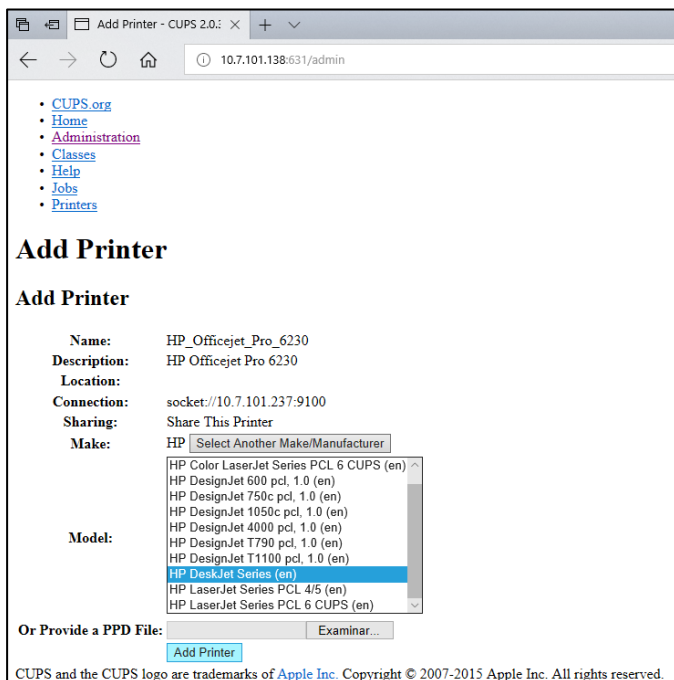 Add Printer - CUPS 2.0.:
10.7.101.138:631/admin
CUPS.org
Home
Administration
Classes
Help
Jobs
Printers
Add Printer
Add Printer
Name: HP_Officejet_Pro_6230
Description: HP Officejet Pro 6230
Location:
Connection: socket://10.7.101.237:9100
Sharing: Share This Printer
Make: HP Select Another Make/Manufacturer
HP Color LaserJet Series PCL 6 CUPS (en)
HP DesignJet 600 pcl, 1.0 (en)
HP DesignJet 750c pcl, 1.0 (en)
HP DesignJet 1050c pcl, 1.0 (en)
HP DesignJet 4000 pcl, 1.0 (en)
Model: HP DesignJet T790 pcl, 1.0 (en)
HP DesignJet T1100 pcl, 1.0 (en)
HP DeskJet Series (en)
HP LaserJet Series PCL 4/5 (en)
HP LaserJet Series PCL 6 CUPS (en)
Or Provide a PPD File: Examinar...
Add Printer
CUPS and the CUPS logo are trademarks of Apple Inc. Copyright © 2007-2015 Apple Inc. All rights reserved.